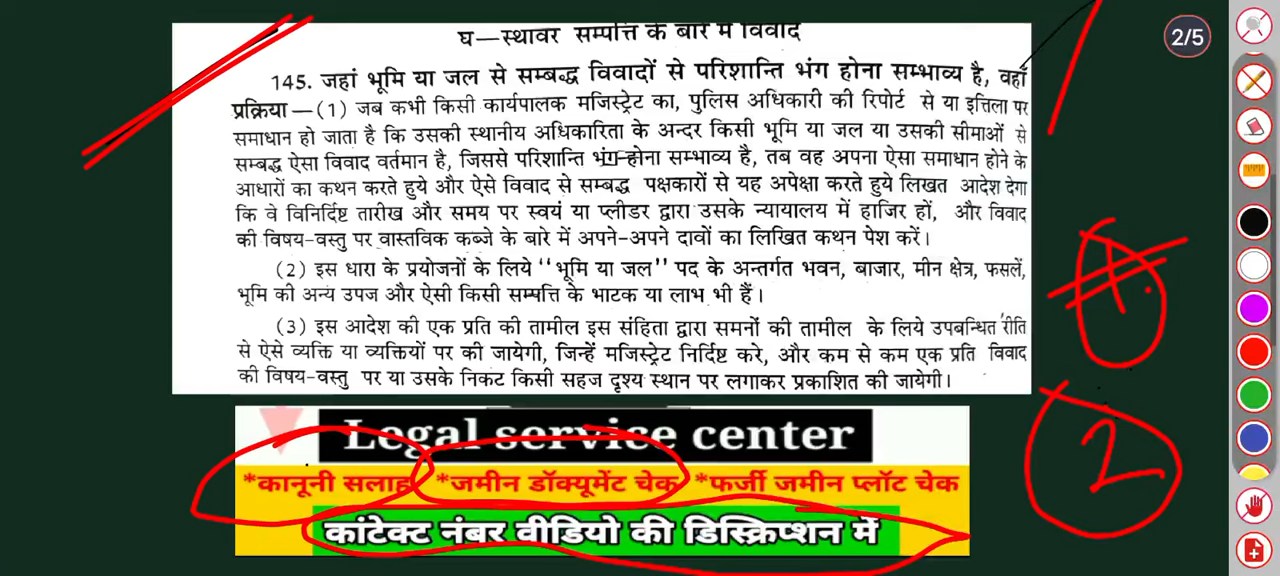 घ—स्थावर सम्पत्ति के बारे में विवाद
2/5
145. जहां भूमि या जल से सम्बद्ध विवादों से परिशान्ति भंग होना सम्भाव्य है, वहां
प्रक्रिया—(1) जब कभी किसी कार्यपालक मजिस्ट्रेट का, पुलिस अधिकारी की रिपोर्ट से या इत्तिला पर
समाधान हो जाता है कि उसकी स्थानीय अधिकारिता के अन्दर किसी भूमि या जल या उसकी सीमाओं से
सम्बद्ध ऐसा विवाद वर्तमान है, जिससे परिशान्ति भंग होना सम्भाव्य है, तब वह अपना ऐसा समाधान होने के
आधारों का कथन करते हुये और ऐसे विवाद से सम्बद्ध पक्षकारों से यह अपेक्षा करते हुये लिखत आदेश देगा
कि वे विनिर्दिष्ट तारीख और समय पर स्वयं या प्लीडर द्वारा उसके न्यायालय में हाजिर हों, और विवाद
की विषय-वस्तु पर वास्तविक कब्जे के बारे में अपने-अपने दावों का लिखित कथन पेश करें।
(2) इस धारा के प्रयोजनों के लिये ‘‘भूमि या जल’’ पद के अन्तर्गत भवन, बाजार, मीन क्षेत्र, फसलें,
भूमि की अन्य उपज और ऐसी किसी सम्पत्ति के भाटक या लाभ भी हैं।
(3) इस आदेश की एक प्रति की तामील इस संहिता द्वारा समनों की तामील के लिये उपबन्धित रीति
से ऐसे व्यक्ति या व्यक्तियों पर की जायेगी, जिन्हें मजिस्ट्रेट निर्दिष्ट करे, और कम से कम एक प्रति विवाद
की विषय-वस्तु पर या उसके निकट किसी सहज दृश्य स्थान पर लगाकर प्रकाशित की जायेगी।
1
2
Legal service center
*कानूनी सलाह *जमीन डॉक्यूमेंट चेक *फर्जी जमीन प्लॉट चेक
कांटेक्ट नंबर वीडियो की डिस्क्रिप्शन में